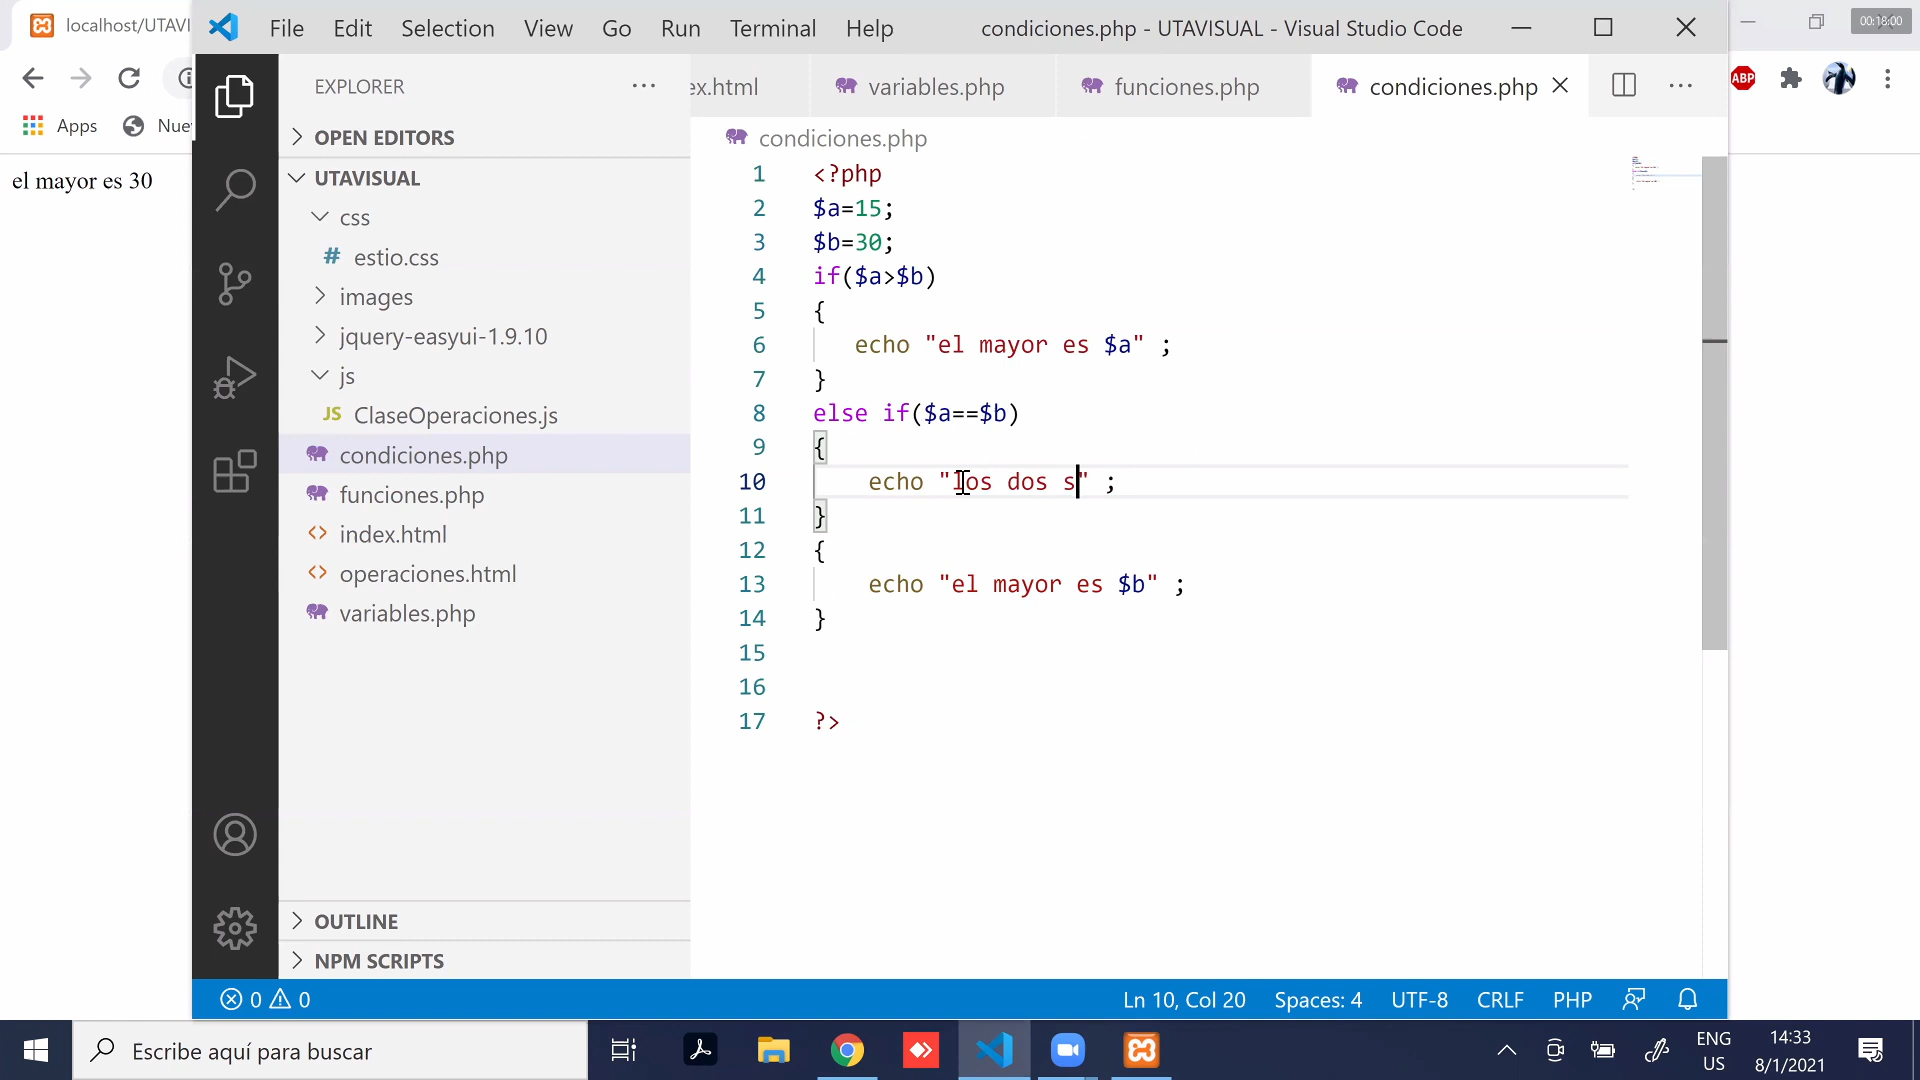 localhost/UTAVI
File Edit Selection View Go Run Terminal Help
condiciones.php - UTAVISUAL - Visual Studio Code
00:18:00
EXPLORER
ex.html
variables.php
funciones.php
condiciones.php
ABP
Apps
Nue
OPEN EDITORS
condiciones.php
UTAVISUAL
css
# estio.css
images
jquery-easyui-1.9.10
js
JS ClaseOperaciones.js
condiciones.php
funciones.php
index.html
operaciones.html
variables.php
OUTLINE
NPM SCRIPTS
el mayor es 30
1 <?php
2 $a=15;
3 $b=30;
4 if($a>$b)
5 {
6 echo "el mayor es $a" ;
7 }
8 else if($a==$b)
9 {
10 echo "los dos s" ;
11 }
12 {
13 echo "el mayor es $b" ;
14 }
15
16
17 ?>
0 0
Ln 10, Col 20 Spaces: 4 UTF-8 CRLF PHP
Escribe aquí para buscar
ENG
US
14:33
8/1/2021